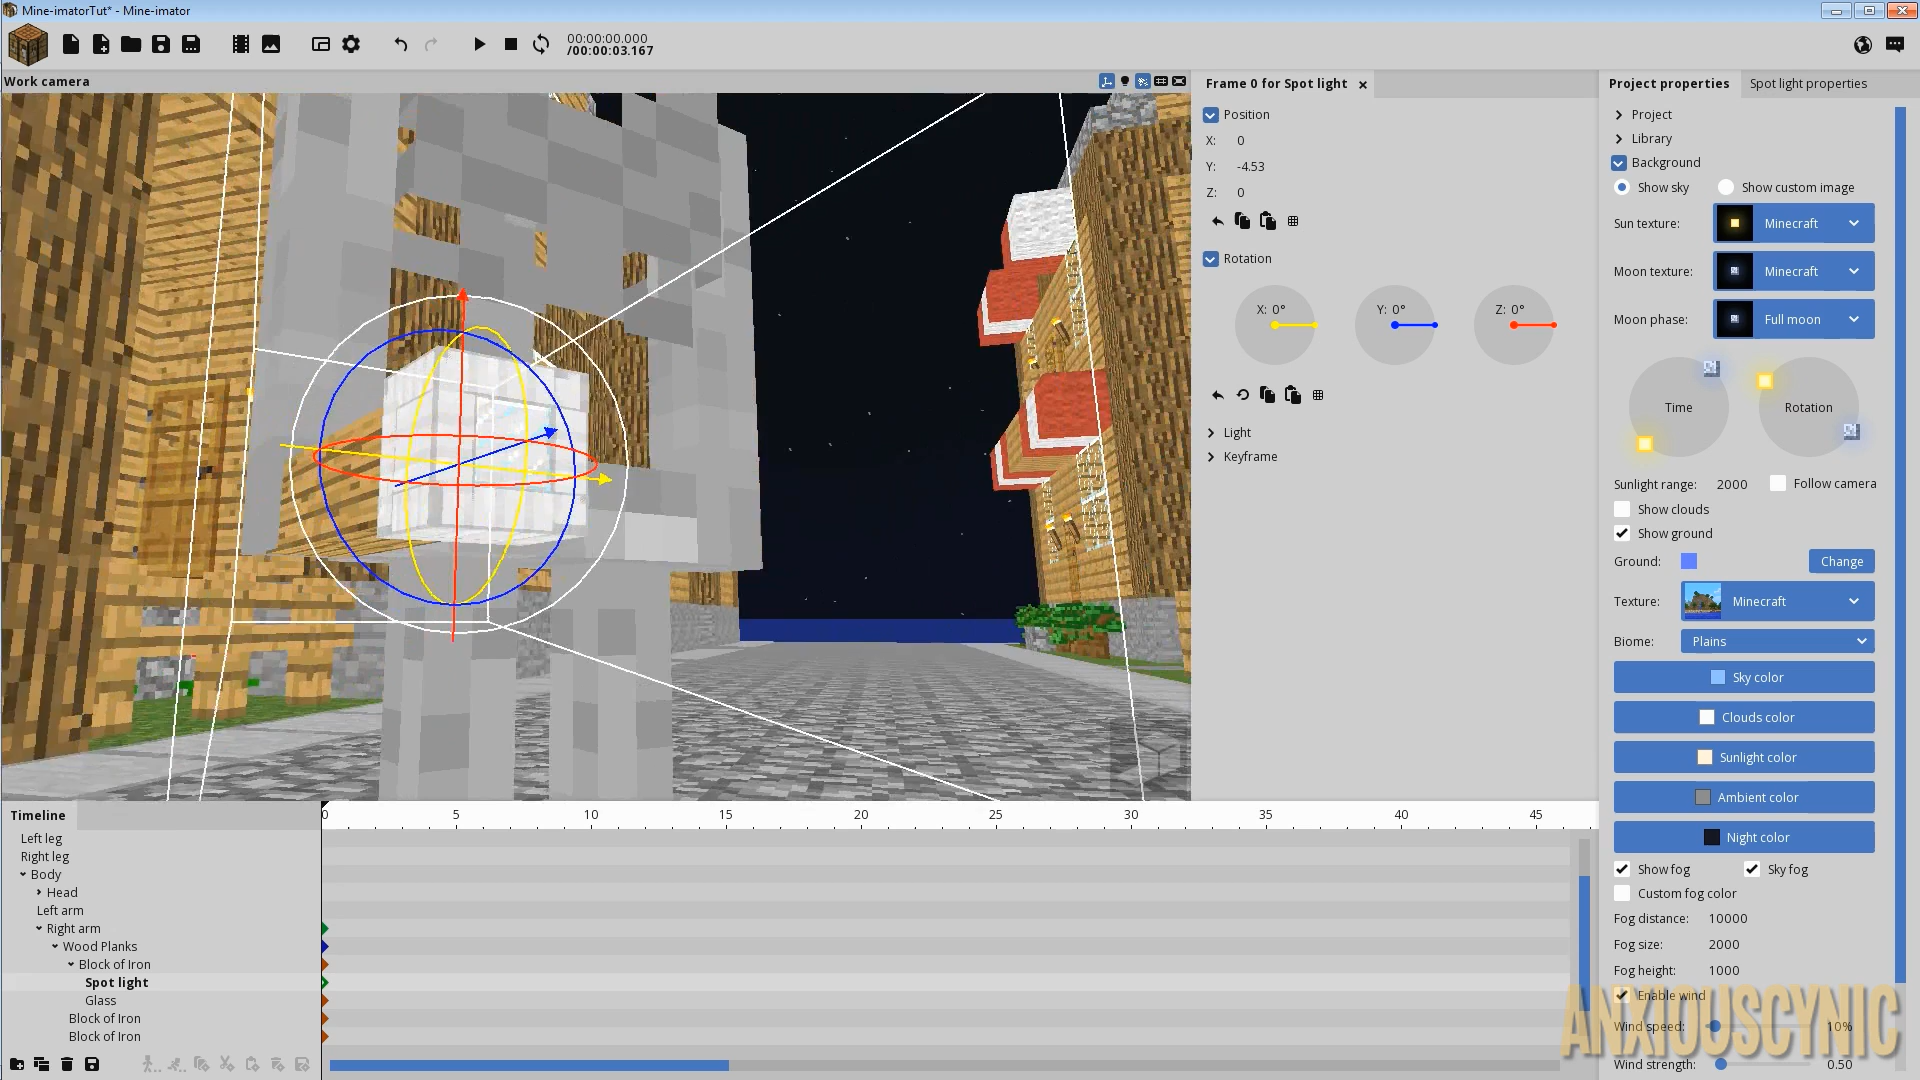 Mine-imatorTut* - Mine-imator
00:00:00.000
/00:00:03.167
Work camera
Frame 0 for Spot light
Position
X: 0
Y: -4.53
Z: 0
Rotation
X: 0° Y: 0° Z: 0°
Light
Keyframe
Project properties Spot light properties
Project
Library
Background
Show sky Show custom image
Sun texture: Minecraft
Moon texture: Minecraft
Moon phase: Full moon
Time Rotation
Sunlight range: 2000 Follow camera
Show clouds
Show ground
Ground: Change
Texture: Minecraft
Biome: Plains
Sky color
Clouds color
Sunlight color
Ambient color
Night color
Show fog Sky fog
Custom fog color
Fog distance: 10000
Fog size: 2000
Fog height: 1000
Enable wind
Wind speed: 10%
Wind strength: 0.50
ANXIOUSCYNIC
Timeline
0 5 10 15 20 25 30 35 40 45
Left leg
Right leg
Body
Head
Left arm
Right arm
Wood Planks
Block of Iron
Spot light
Glass
Block of Iron
Block of Iron